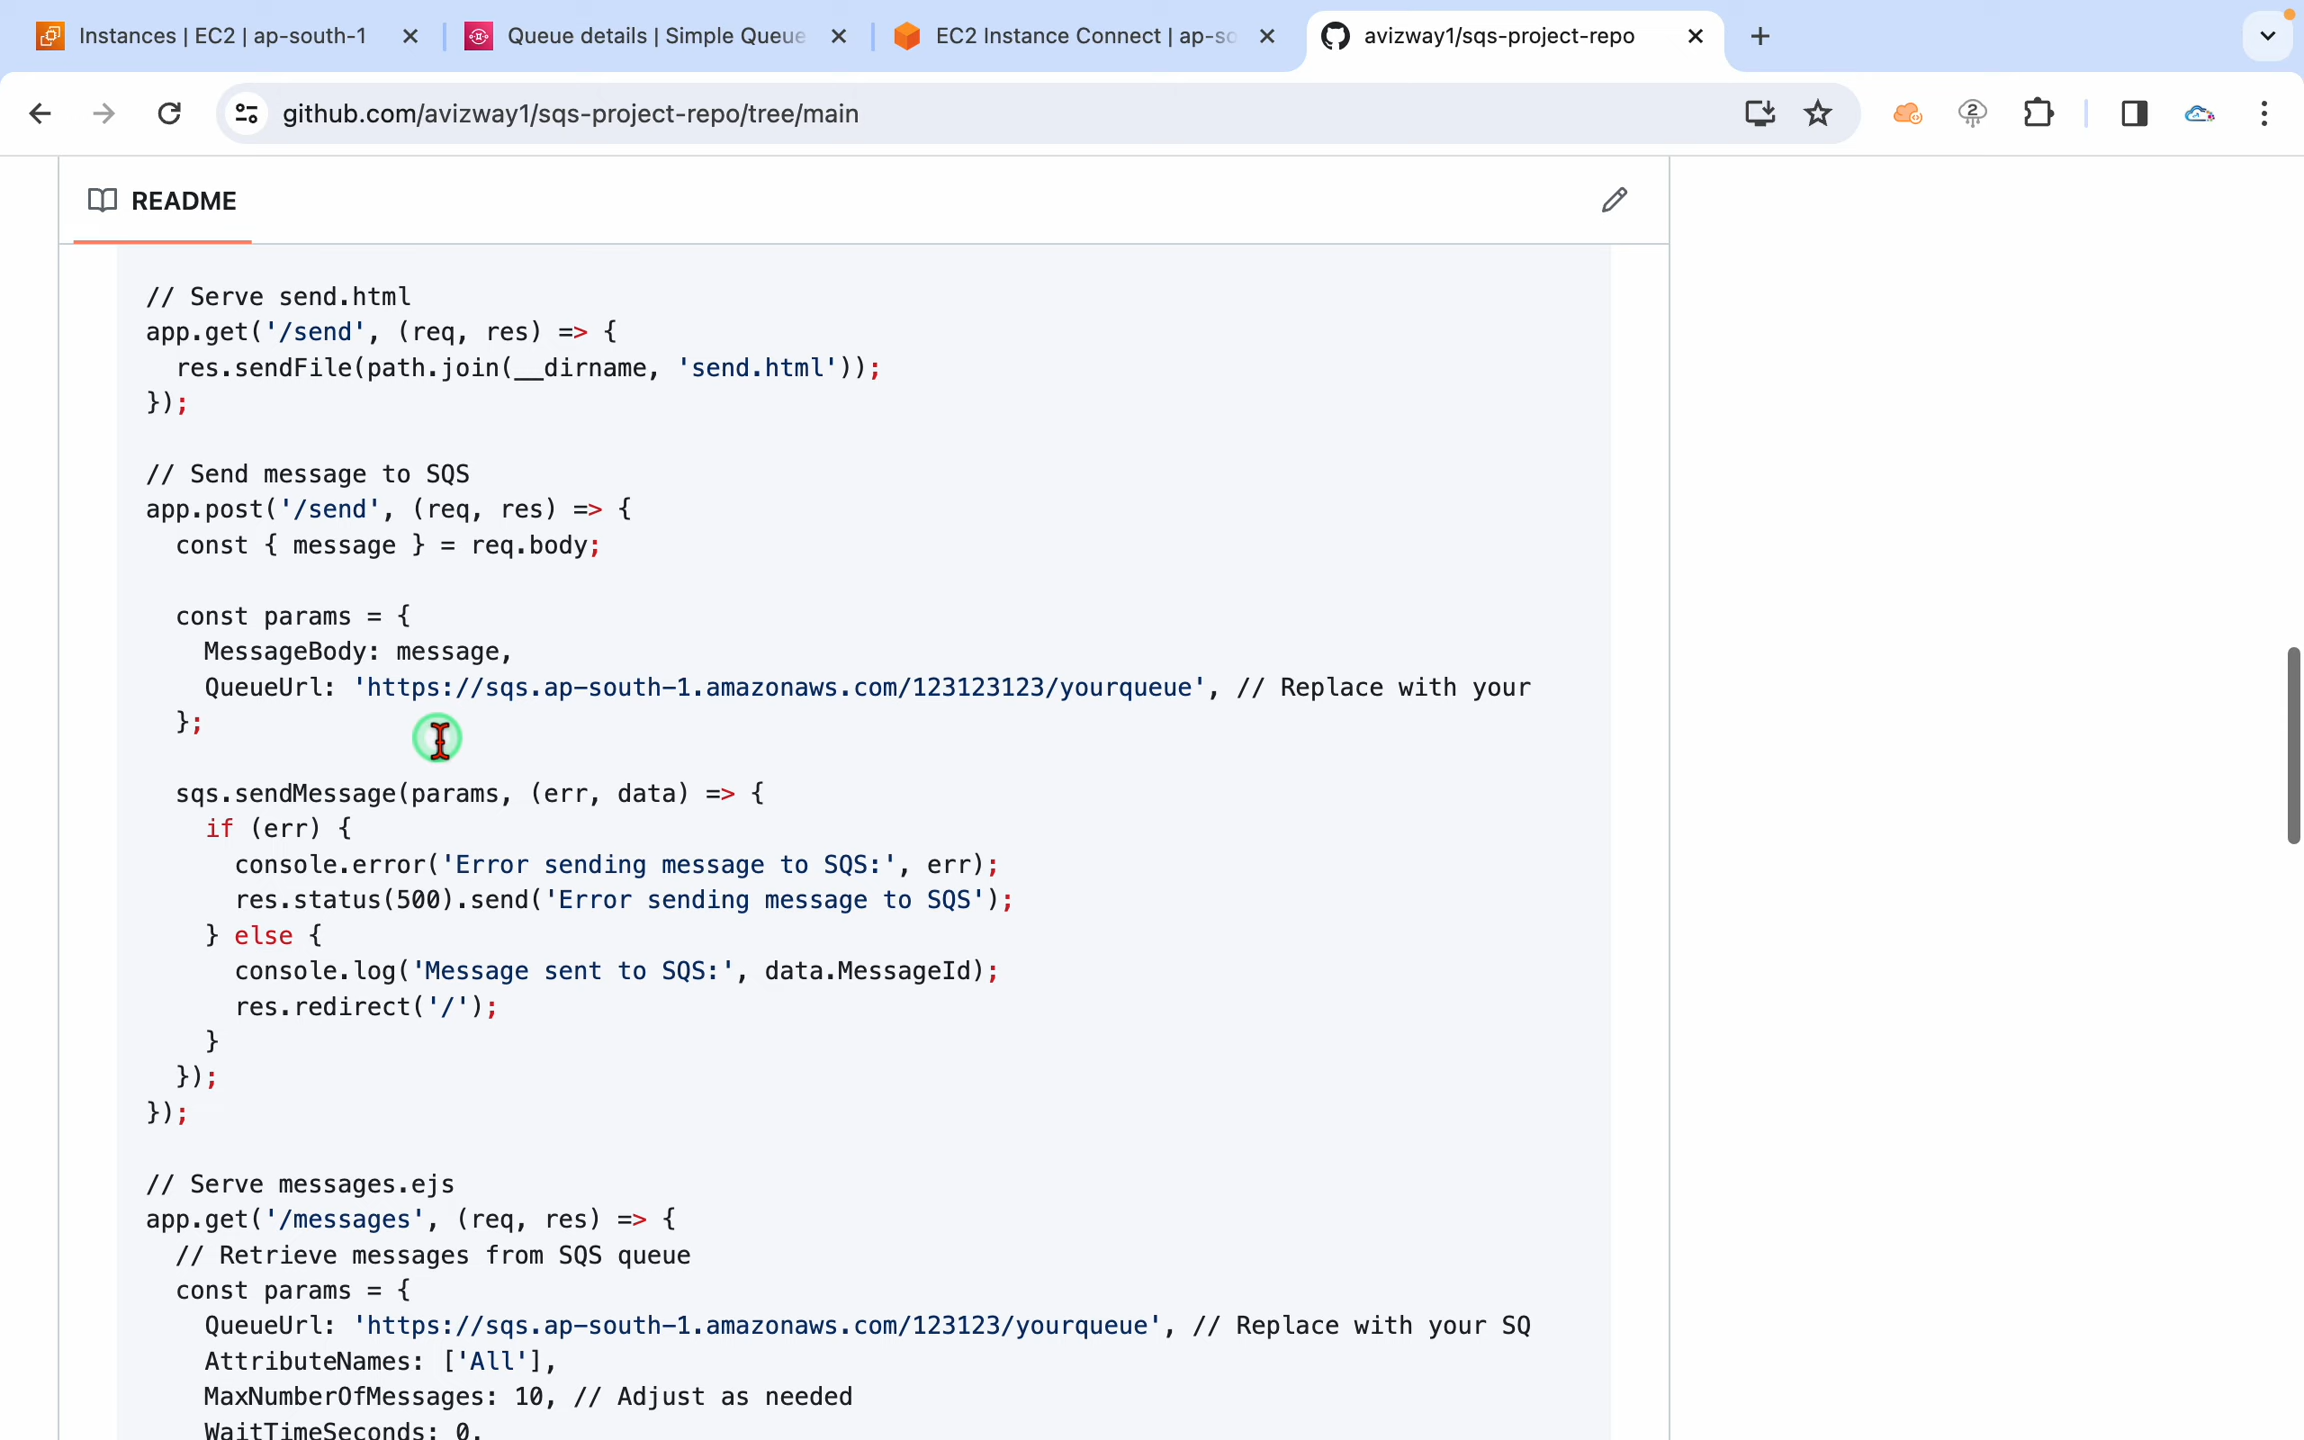 Instances | EC2 | ap-south-1
Queue details | Simple Queue
EC2 Instance Connect | ap-so
avizway1/sqs-project-repo
github.com/avizway1/sqs-project-repo/tree/main
2
README
// Serve send.html
app.get('/send', (req, res) => {
  res.sendFile(path.join(__dirname, 'send.html'));
});
// Send message to SQS
app.post('/send', (req, res) => {
  const { message } = req.body;
  const params = {
    MessageBody: message,
    QueueUrl: 'https://sqs.ap-south-1.amazonaws.com/123123123/yourqueue', // Replace with your
  };
  sqs.sendMessage(params, (err, data) => {
    if (err) {
      console.error('Error sending message to SQS:', err);
      res.status(500).send('Error sending message to SQS');
    } else {
      console.log('Message sent to SQS:', data.MessageId);
      res.redirect('/');
    }
  });
});
// Serve messages.ejs
app.get('/messages', (req, res) => {
  // Retrieve messages from SQS queue
  const params = {
    QueueUrl: 'https://sqs.ap-south-1.amazonaws.com/123123/yourqueue', // Replace with your SQ
    AttributeNames: ['All'],
    MaxNumberOfMessages: 10, // Adjust as needed
    WaitTimeSeconds: 0,